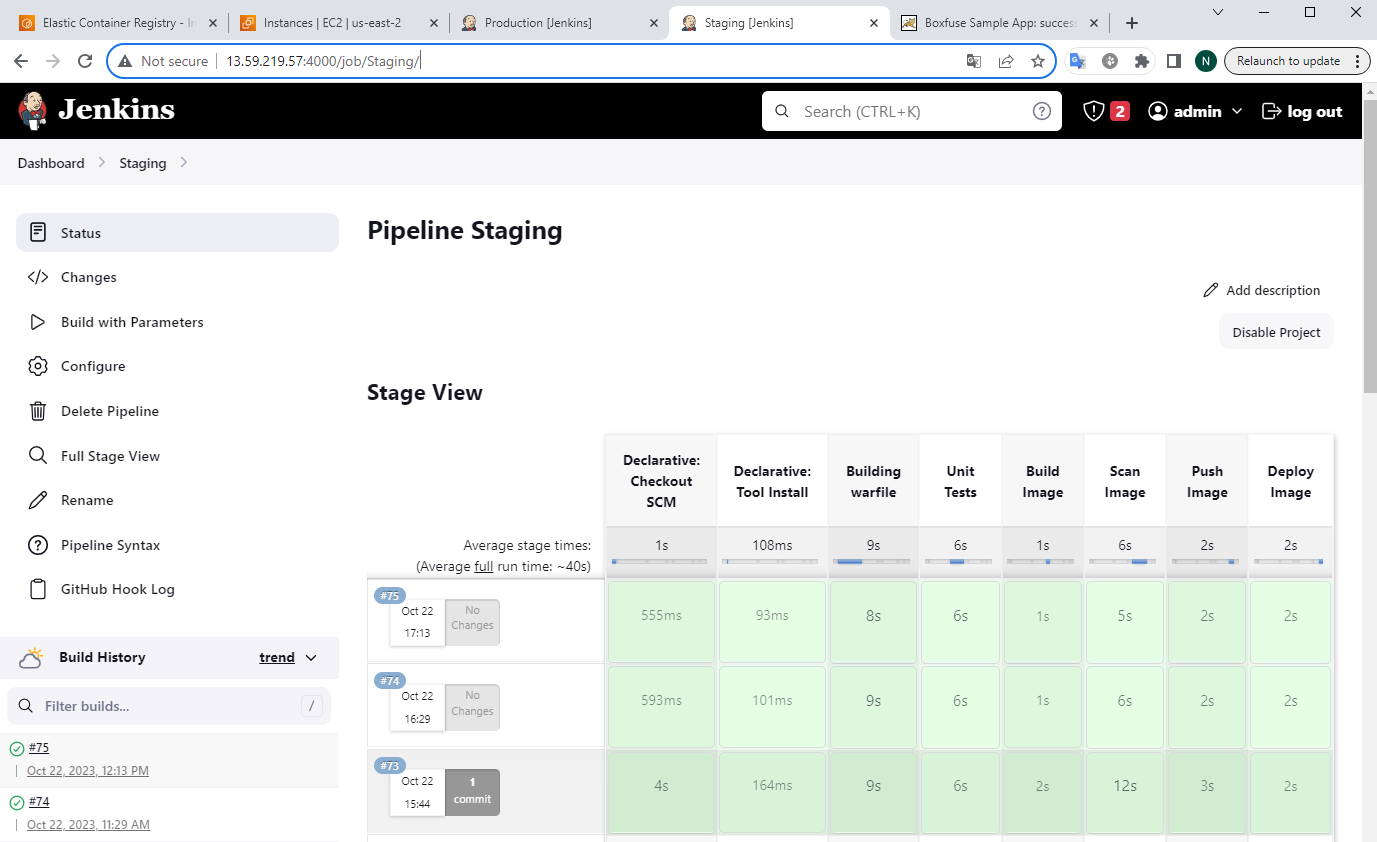 Elastic Container Registry - In
Instances | EC2 | us-east-2
Production [Jenkins]
Staging [Jenkins]
Boxfuse Sample App: success
Not secure
13.59.219.57:4000/job/Staging/
N
Relaunch to update
Jenkins
Search (CTRL+K)
2
admin
log out
Dashboard
Staging
Status
Changes
Build with Parameters
Configure
Delete Pipeline
Full Stage View
Rename
Pipeline Syntax
GitHub Hook Log
Build History
trend
Filter builds...
/
#75
Oct 22, 2023, 12:13 PM
#74
Oct 22, 2023, 11:29 AM
Pipeline Staging
Add description
Disable Project
Stage View
Declarative: Checkout SCM
Declarative: Tool Install
Building warfile
Unit Tests
Build Image
Scan Image
Push Image
Deploy Image
Average stage times:
1s 108ms 9s 6s 1s 6s 2s 2s
(Average full run time: ~40s)
#75
Oct 22
17:13
No Changes
555ms 93ms 8s 6s 1s 5s 2s 2s
#74
Oct 22
16:29
No Changes
593ms 101ms 9s 6s 1s 6s 2s 2s
#73
Oct 22
15:44
1 commit
4s 164ms 9s 6s 2s 12s 3s 2s